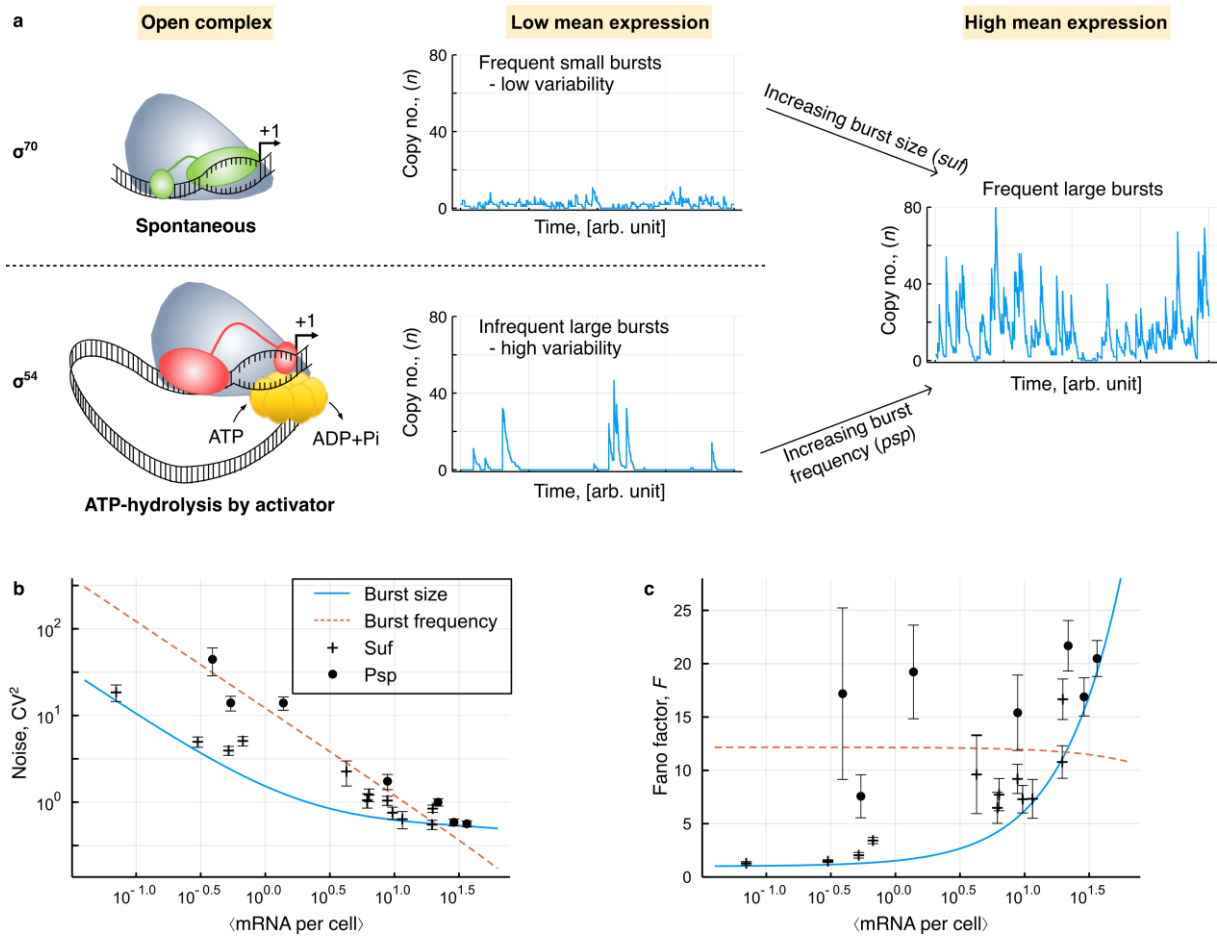 a
Open complex
Low mean expression
High mean expression
σ70
+1
Spontaneous
Frequent small bursts
- low variability
Copy no., (n)
80
40
0
Time, [arb. unit]
Increasing burst size (suf)
Frequent large bursts
Copy no., (n)
80
40
0
Time, [arb. unit]
σ54
+1
ATP
ADP+Pi
ATP-hydrolysis by activator
Infrequent large bursts
- high variability
Copy no., (n)
80
40
0
Time, [arb. unit]
Increasing burst
frequency (psp)
b
Noise, CV2
10 2
10 1
10 0
Burst size
Burst frequency
Suf
Psp
10 - 1.0
10 - 0.5
10 0.0
10 0.5
10 1.0
10 1.5
⟨mRNA per cell⟩
c
Fano factor, F
25
20
15
10
5
0
10 - 1.0
10 - 0.5
10 0.0
10 0.5
10 1.0
10 1.5
⟨mRNA per cell⟩